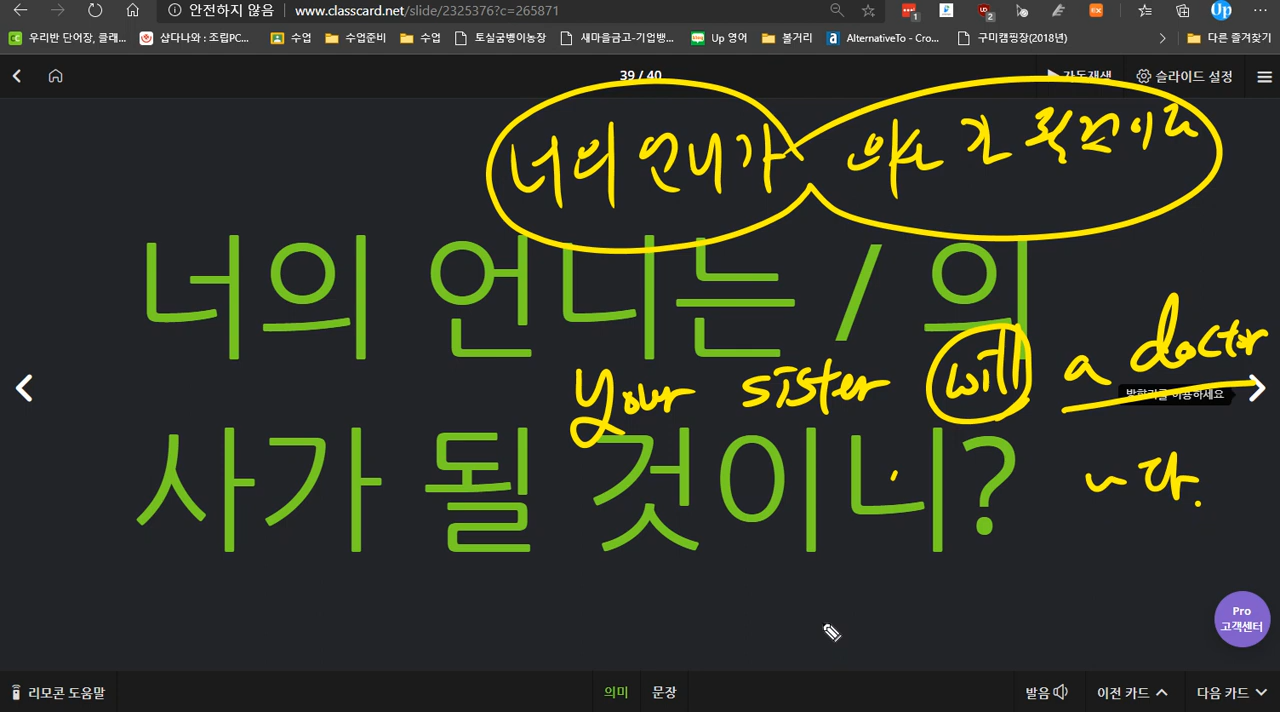 안전하지 않음 www.classcard.net/slide/2325376?c=265871
우리반 단어장, 클래... 삽다나와 : 조립PC... 수업 수업준비 수업 토실굼벵이농장 새마을금고-기업뱅... Up 영어 볼거리 AlternativeTo - Cro... 구미캠핑장(2018년) 다른 즐겨찾기
39 / 40 자동재생 슬라이드 설정
너의 언니가
너의 언니는 / 의
your sister will a doctor
방향키를 이용하세요
사가 될 것이니?
~다.
Pro
고객센터
리모콘 도움말 의미 문장 발음 이전 카드 다음 카드